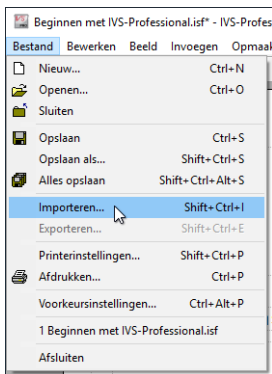 Beginnen met IVS-Professional.isf* - IVS-Profes
Bestand Bewerken Beeld Invoegen Opmaak
Nieuw... Ctrl+N
Openen... Ctrl+O
Sluiten
Opslaan Ctrl+S
Opslaan als... Shift+Ctrl+S
Alles opslaan Shift+Ctrl+Alt+S
Importeren... Shift+Ctrl+I
Exporteren... Shift+Ctrl+E
Printerinstellingen... Shift+Ctrl+P
Afdrukken... Ctrl+P
Voorkeursinstellingen... Ctrl+Alt+P
1 Beginnen met IVS-Professional.isf
Afsluiten